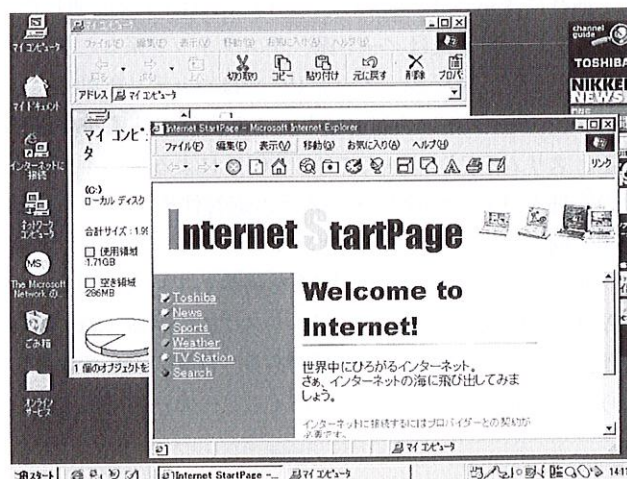 マイ コンピュータ
マイ ドキュメント
インターネットに
接続
ネットワーク
コンピュータ
The Microsoft
Network の...
ごみ箱
オンライン
サービス
マイ コンピュータ
ファイル(F) 編集(E) 表示(V) 移動(G) お気に入り(A) ヘルプ(H)
戻る 進む 上へ 切り取り コピー 貼り付け 元に戻す 削除 プロパ
アドレス マイ コンピュータ
マイ コンピュ
タ
(C:)
ローカル ディスク
合計サイズ : 1.99
使用領域
1.71GB
空き領域
286MB
1 個のオブジェクトを
Internet StartPage - Microsoft Internet Explorer
ファイル(F) 編集(E) 表示(V) 移動(G) お気に入り(A) ヘルプ(H)
リンク
Internet StartPage
Toshiba
News
Sports
Weather
TV Station
Search
Welcome to
Internet!
世界中にひろがるインターネット。
さぁ、インターネットの海に飛び出してみま
しょう。
インターネットに接続するにはプロバイダーとの契約が
必要です。
マイ コンピュータ
channel
guide
TOSHIBA
NIKKEI
NEWS
スタート
Internet StartPage -...
マイ コンピュータ